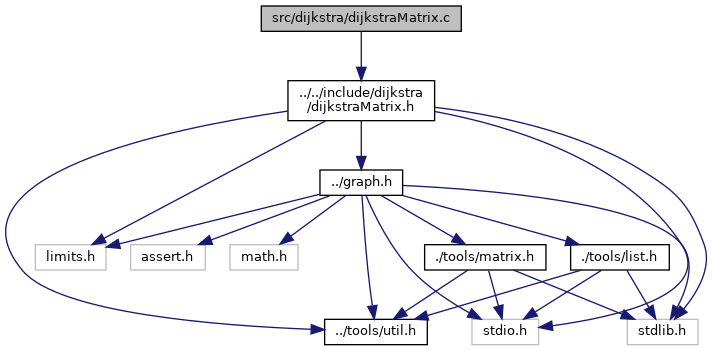 src/dijkstra/dijkstraMatrix.c
../../include/dijkstra
/dijkstraMatrix.h
../graph.h
limits.h
assert.h
math.h
./tools/matrix.h
./tools/list.h
../tools/util.h
stdio.h
stdlib.h